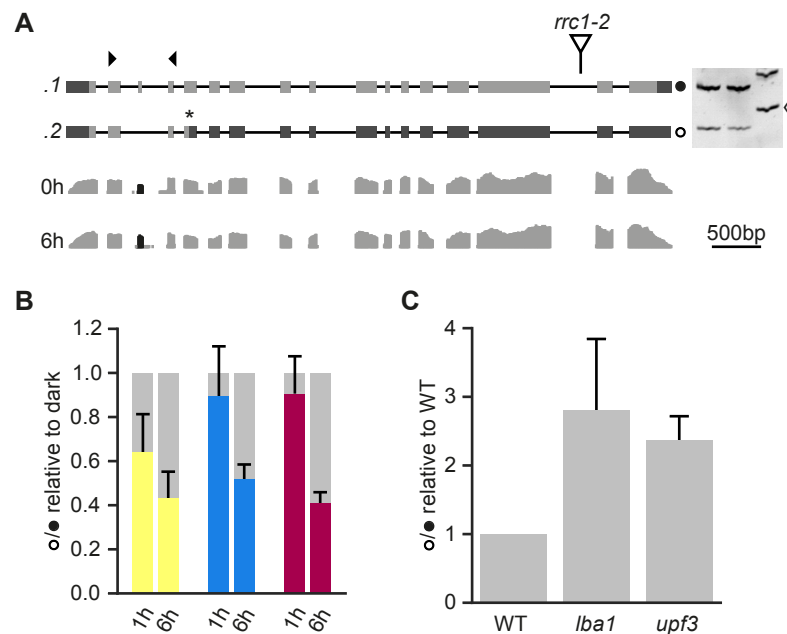 A
rrc1-2
.1
.2
*
0h
6h
500bp
B
C
o/● relative to dark
1.2
1.0
0.8
0.6
0.4
0.2
0.0
1h 6h 1h 6h 1h 6h
o/● relative to WT
4
3
2
1
0
WT lba1 upf3